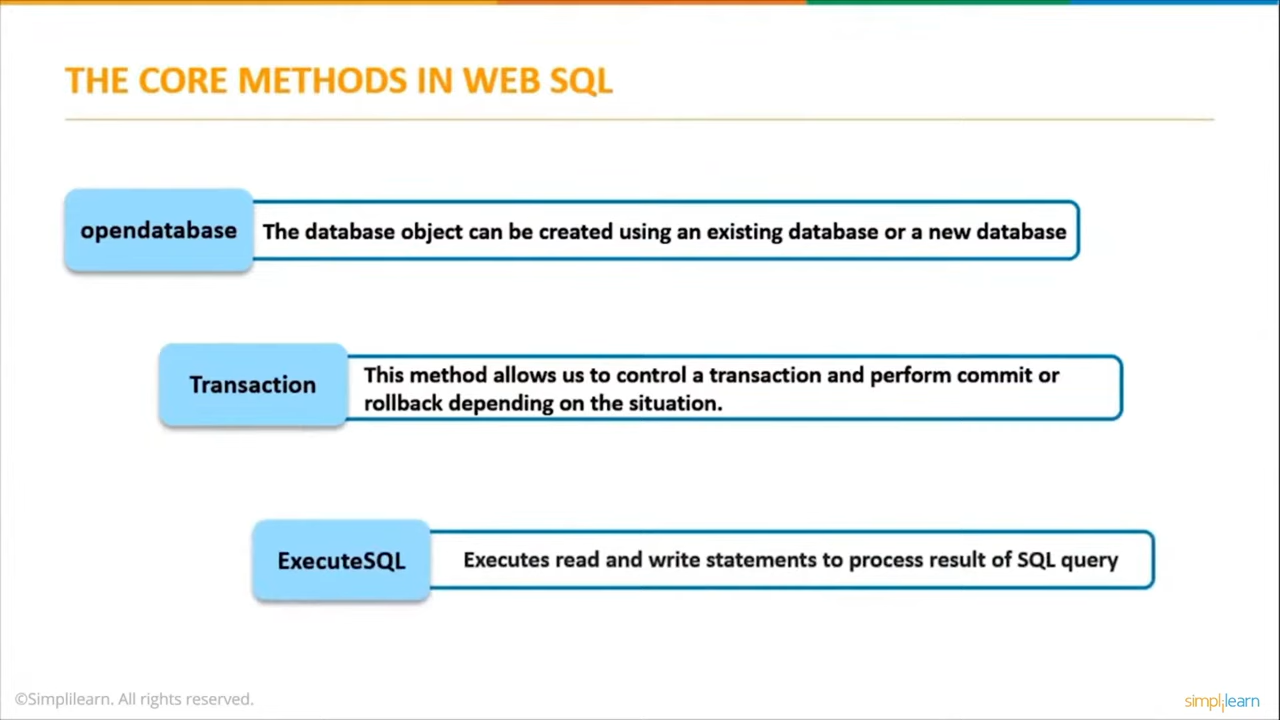 THE CORE METHODS IN WEB SQL
opendatabase
The database object can be created using an existing database or a new database
Transaction
This method allows us to control a transaction and perform commit or
rollback depending on the situation.
ExecuteSQL
Executes read and write statements to process result of SQL query
©Simplilearn. All rights reserved.
simplilearn